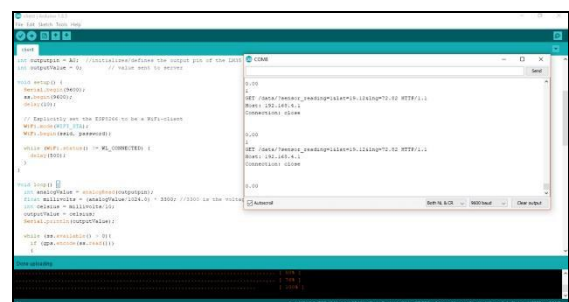 client | Arduino 1.8.5
File Edit Sketch Tools Help
client
int outputpin = A0; //initializes/defines the output pin of the LM35
int outputValue = 0; // value sent to server
void setup() {
Serial.begin(9600);
ss.begin(9600);
delay(10);
// Explicitly set the ESP8266 to be a WiFi-client
WiFi.mode(WIFI_STA);
WiFi.begin(ssid, password);
while (WiFi.status() != WL_CONNECTED) {
delay(500);
}
}
void loop() {
int analogValue = analogRead(outputpin);
float millivolts = (analogValue/1024.0) * 3300; //3300 is the voltag
int celsius = millivolts/10;
outputValue = celsius;
Serial.println(outputValue);
while (ss.available() > 0){
if (gps.encode(ss.read()))
{
Done uploading.
[ 100% ]
COM8
Send
0.00
1
GET /data/?sensor_reading=1&lat=19.12&lng=72.92 HTTP/1.1
Host: 192.168.4.1
Connection: close
0.00
1
GET /data/?sensor_reading=1&lat=19.12&lng=72.92 HTTP/1.1
Host: 192.168.4.1
Connection: close
0.00
Autoscroll
Both NL & CR
9600 baud
Clear output